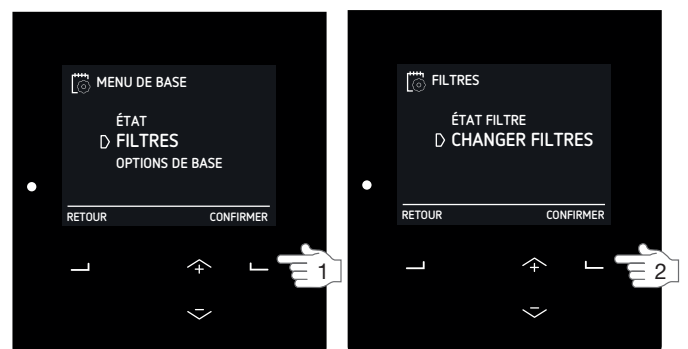 MENU DE BASE
ÉTAT
FILTRES
OPTIONS DE BASE
RETOUR CONFIRMER
1
FILTRES
ÉTAT FILTRE
CHANGER FILTRES
RETOUR CONFIRMER
2